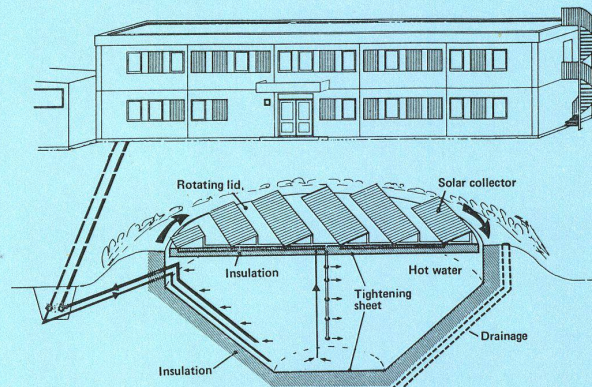 Rotating lid,
Solar collector
Insulation
Hot water
Tightening
sheet
Drainage
Insulation